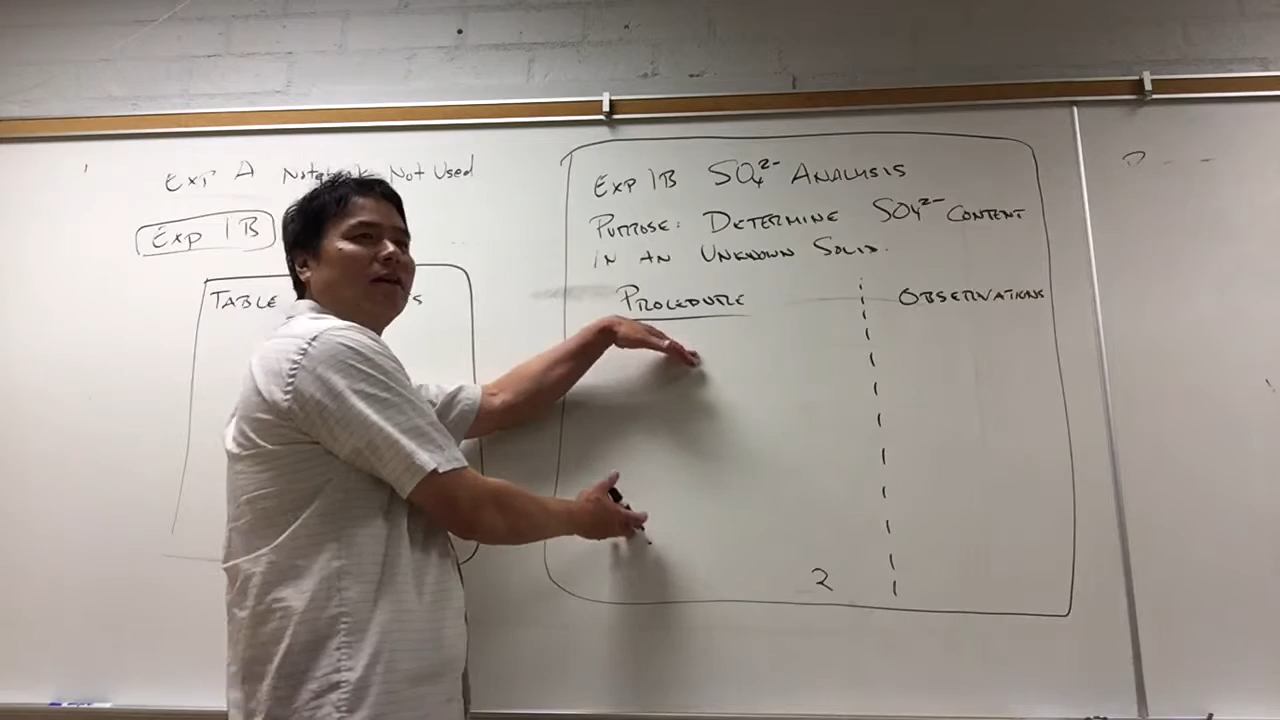 Exp A Notebook Not Used
Exp 1B
TABLE
Exp 1B SO₄²⁻ ANALYSIS
PURPOSE: DETERMINE SO4²⁻ CONTENT
IN AN UNKNOWN SOLID.
PROCEDURE
OBSERVATIONS
2